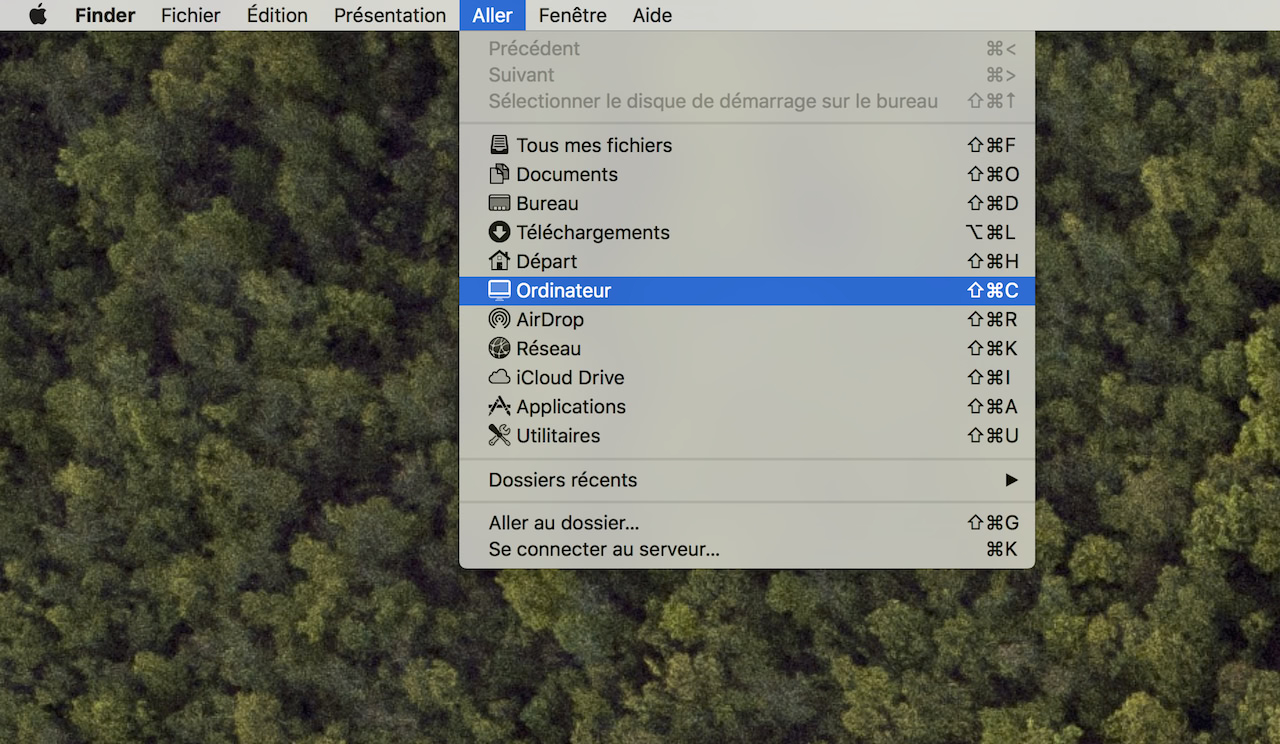 Finder Fichier Édition Présentation Aller Fenêtre Aide
Précédent ⌘<
Suivant ⌘>
Sélectionner le disque de démarrage sur le bureau ⇧⌘↑
Tous mes fichiers ⇧⌘F
Documents ⇧⌘O
Bureau ⇧⌘D
Téléchargements ⌥⌘L
Départ ⇧⌘H
Ordinateur ⇧⌘C
AirDrop ⇧⌘R
Réseau ⇧⌘K
iCloud Drive ⇧⌘I
Applications ⇧⌘A
Utilitaires ⇧⌘U
Dossiers récents ▶
Aller au dossier... ⇧⌘G
Se connecter au serveur... ⌘K